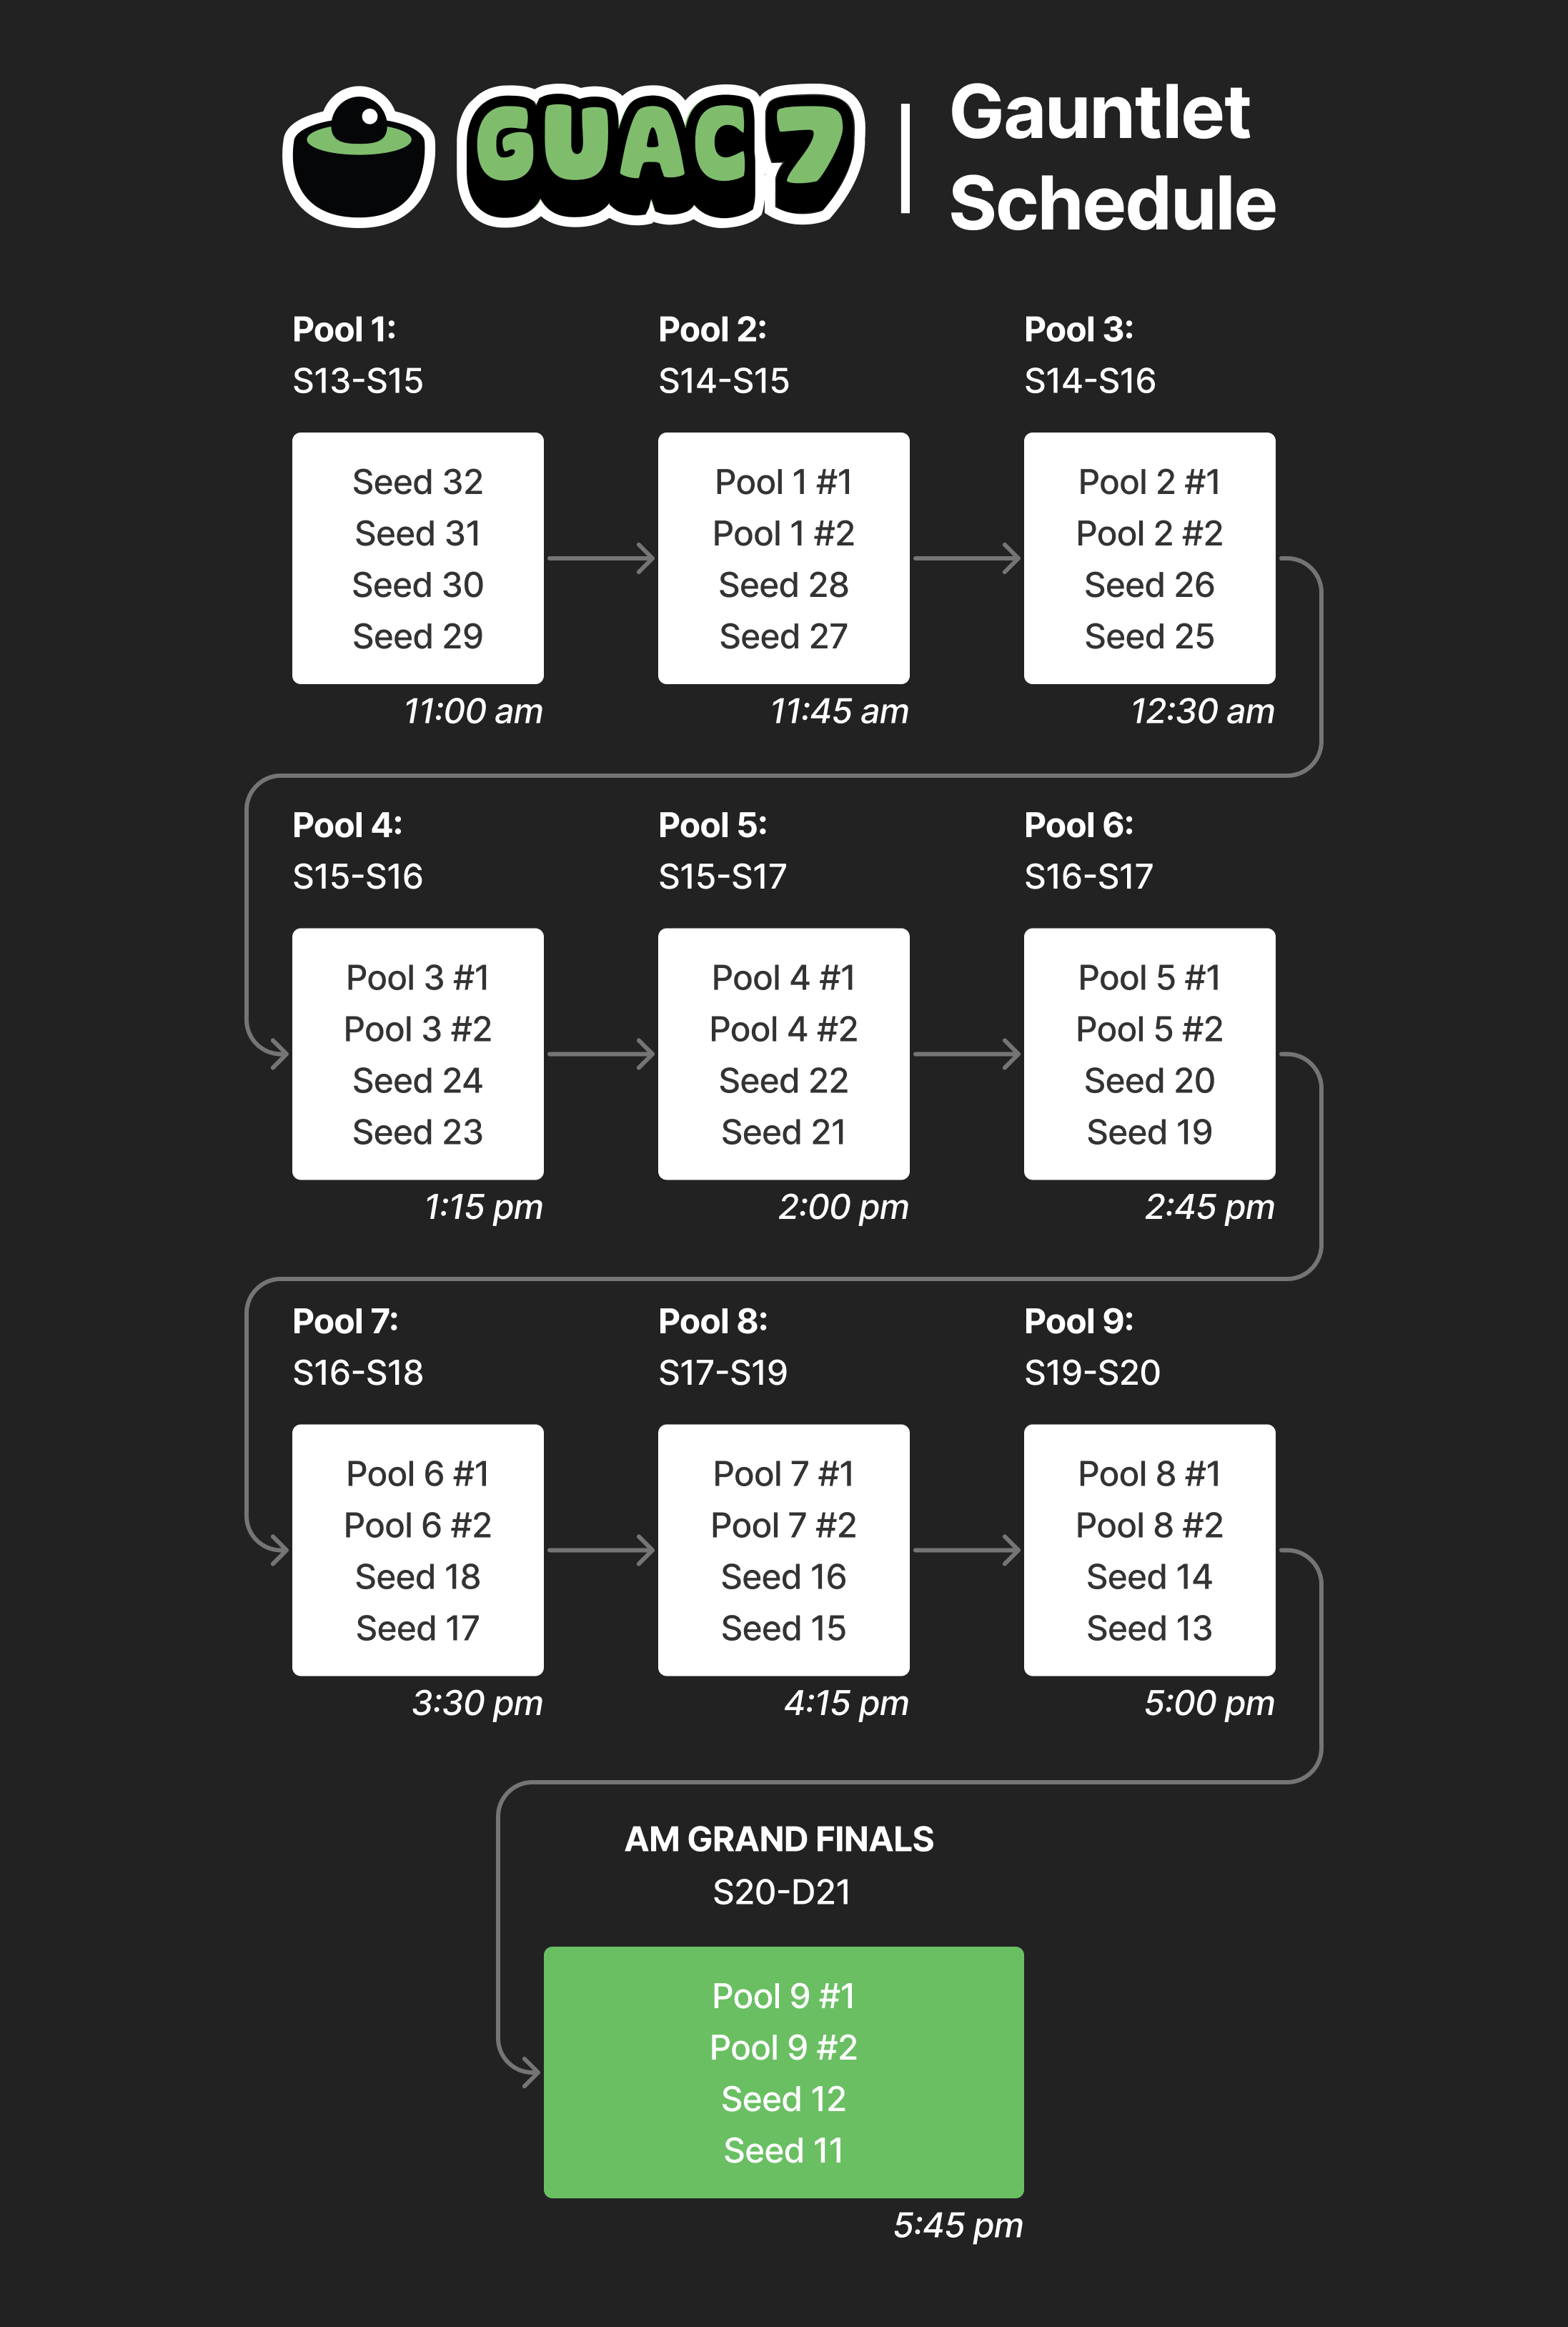 GUAC 7
Gauntlet
Schedule
Pool 1:
S13-S15
Seed 32
Seed 31
Seed 30
Seed 29
11:00 am
Pool 2:
S14-S15
Pool 1 #1
Pool 1 #2
Seed 28
Seed 27
11:45 am
Pool 3:
S14-S16
Pool 2 #1
Pool 2 #2
Seed 26
Seed 25
12:30 am
Pool 4:
S15-S16
Pool 3 #1
Pool 3 #2
Seed 24
Seed 23
1:15 pm
Pool 5:
S15-S17
Pool 4 #1
Pool 4 #2
Seed 22
Seed 21
2:00 pm
Pool 6:
S16-S17
Pool 5 #1
Pool 5 #2
Seed 20
Seed 19
2:45 pm
Pool 7:
S16-S18
Pool 6 #1
Pool 6 #2
Seed 18
Seed 17
3:30 pm
Pool 8:
S17-S19
Pool 7 #1
Pool 7 #2
Seed 16
Seed 15
4:15 pm
Pool 9:
S19-S20
Pool 8 #1
Pool 8 #2
Seed 14
Seed 13
5:00 pm
AM GRAND FINALS
S20-D21
Pool 9 #1
Pool 9 #2
Seed 12
Seed 11
5:45 pm